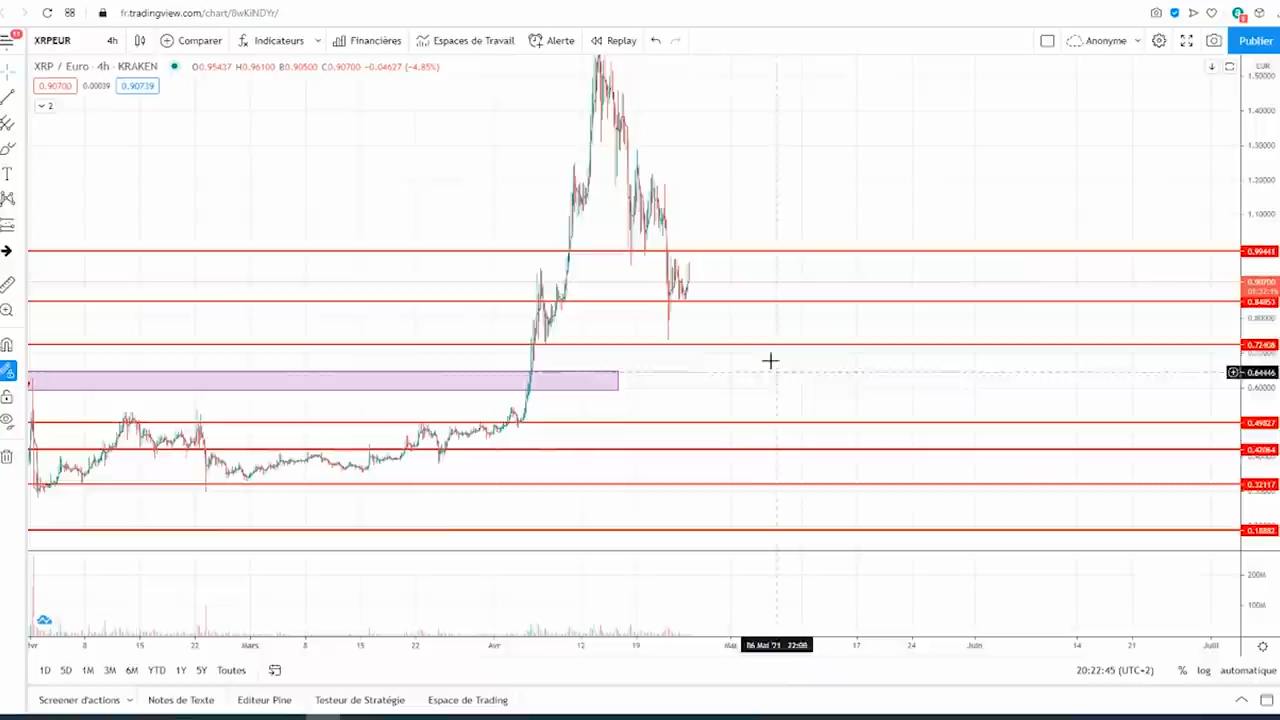 fr.tradingview.com/chart/8wKiNDYr/
11
XRPEUR 4h Comparer Indicateurs Financières Espaces de Travail Alerte Replay Anonyme Publier
XRP / Euro · 4h · KRAKEN O0.95437 H0.96100 B0.90500 C0.90700 −0.04627 (−4.85%)
EUR
0.90700 0.00039 0.90739
2
1.50000
1.40000
1.30000
1.20000
1.10000
0.99441
0.90700
0.84853
0.80000
0.72408
0.64446
0.60000
0.49827
0.42064
0.32117
0.18882
200M
100M
8 15 22 Mars 8 15 22 Avr 12 19 06 Mai '21 22:00 17 24 Juin 14 21 Juil
1D 5D 1M 3M 6M YTD 1Y 5Y Toutes 20:22:45 (UTC+2) % log automatique
Screener d'actions Notes de Texte Editeur Pine Testeur de Stratégie Espace de Trading